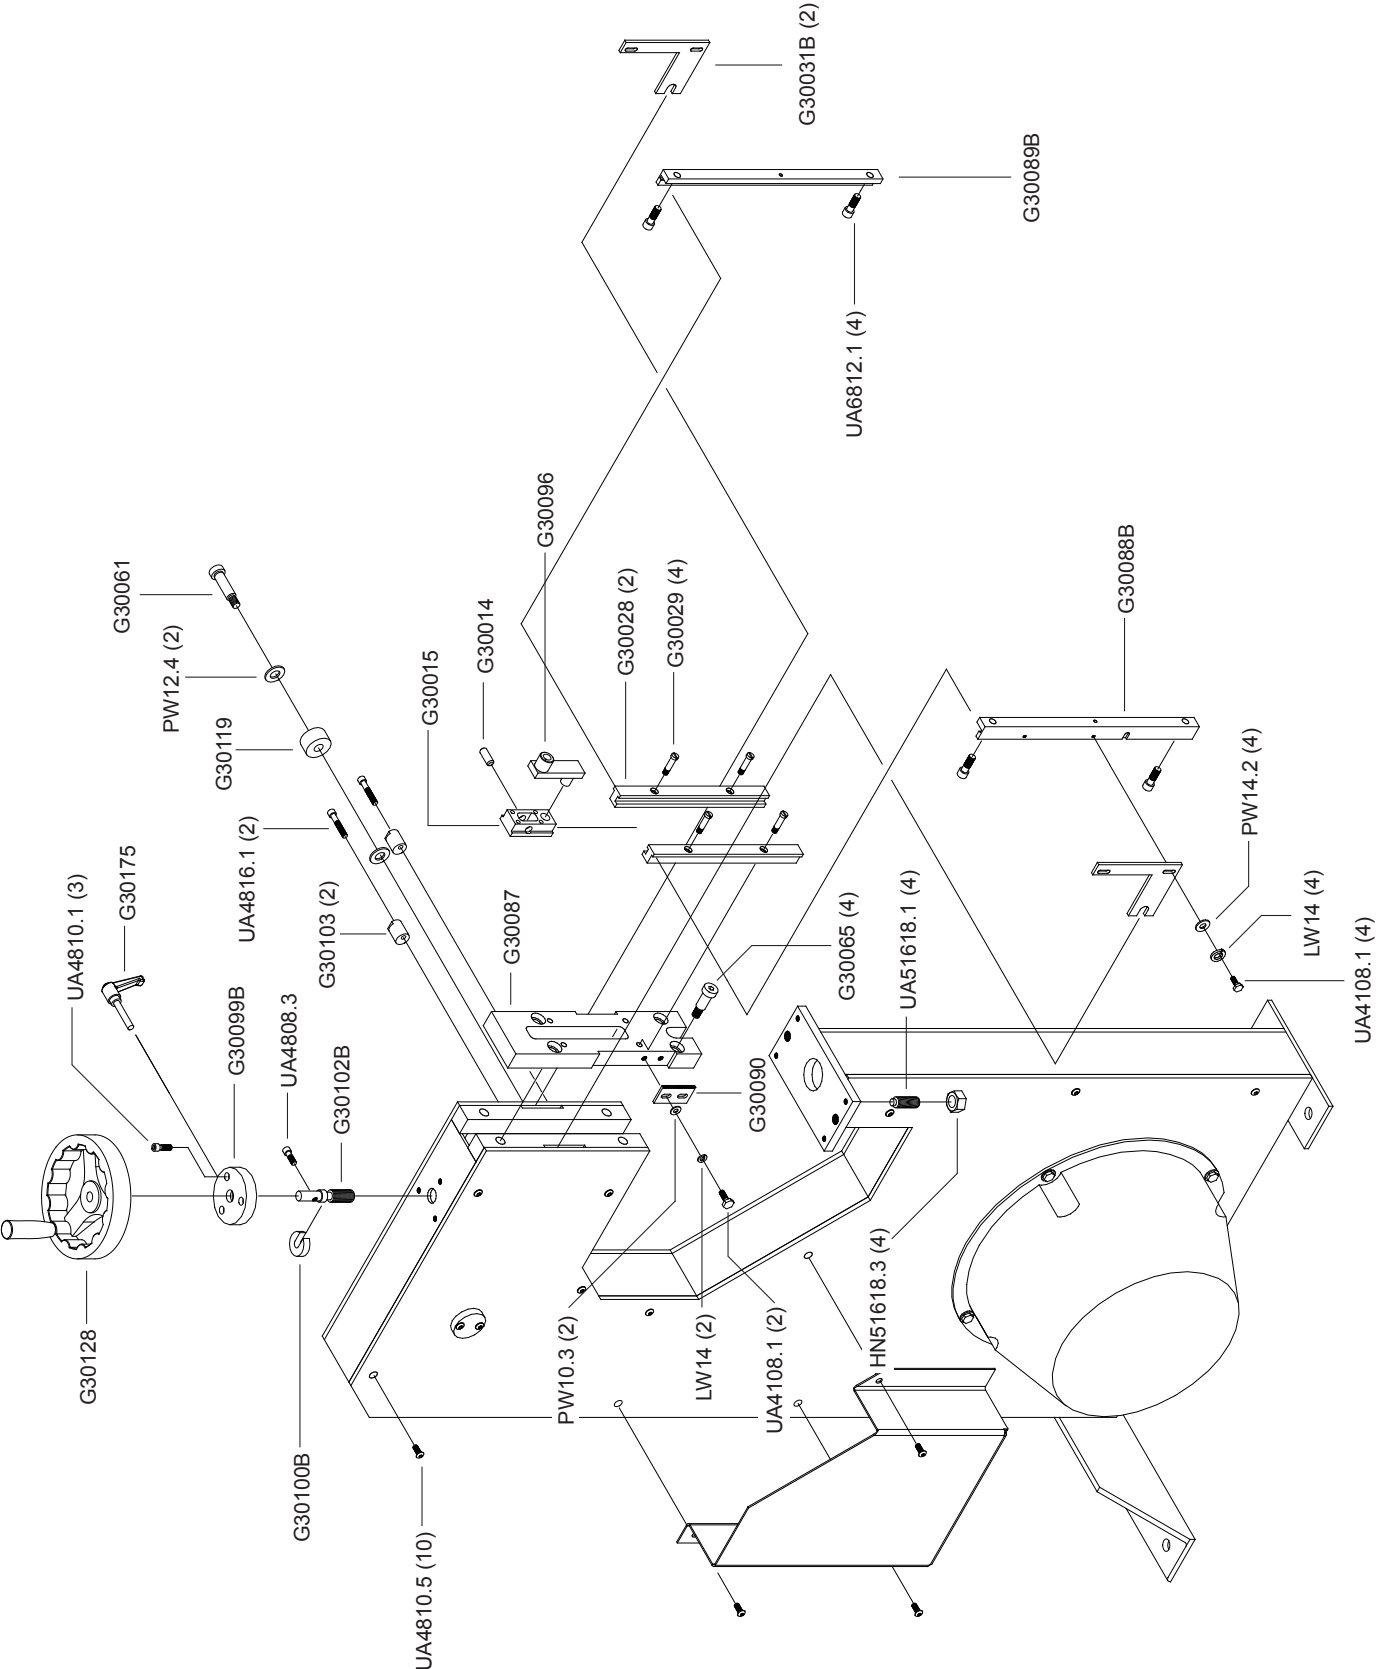 G30031B (2)
G30089B
UA6812.1 (4)
G30096
G30061
G30088B
G30028 (2)
G30029 (4)
G30014
PW12.4 (2)
G30015
G30119
PW14.2 (4)
UA4816.1 (2)
G30175
UA4810.1 (3)
G30103 (2)
G30087
G30065 (4)
UA51618.1 (4)
LW14 (4)
UA4108.1 (4)
G30099B
UA4808.3
G30102B
G30090
G30128
PW10.3 (2)
LW14 (2)
UA4108.1 (2)
HN51618.3 (4)
G30100B
UA4810.5 (10)